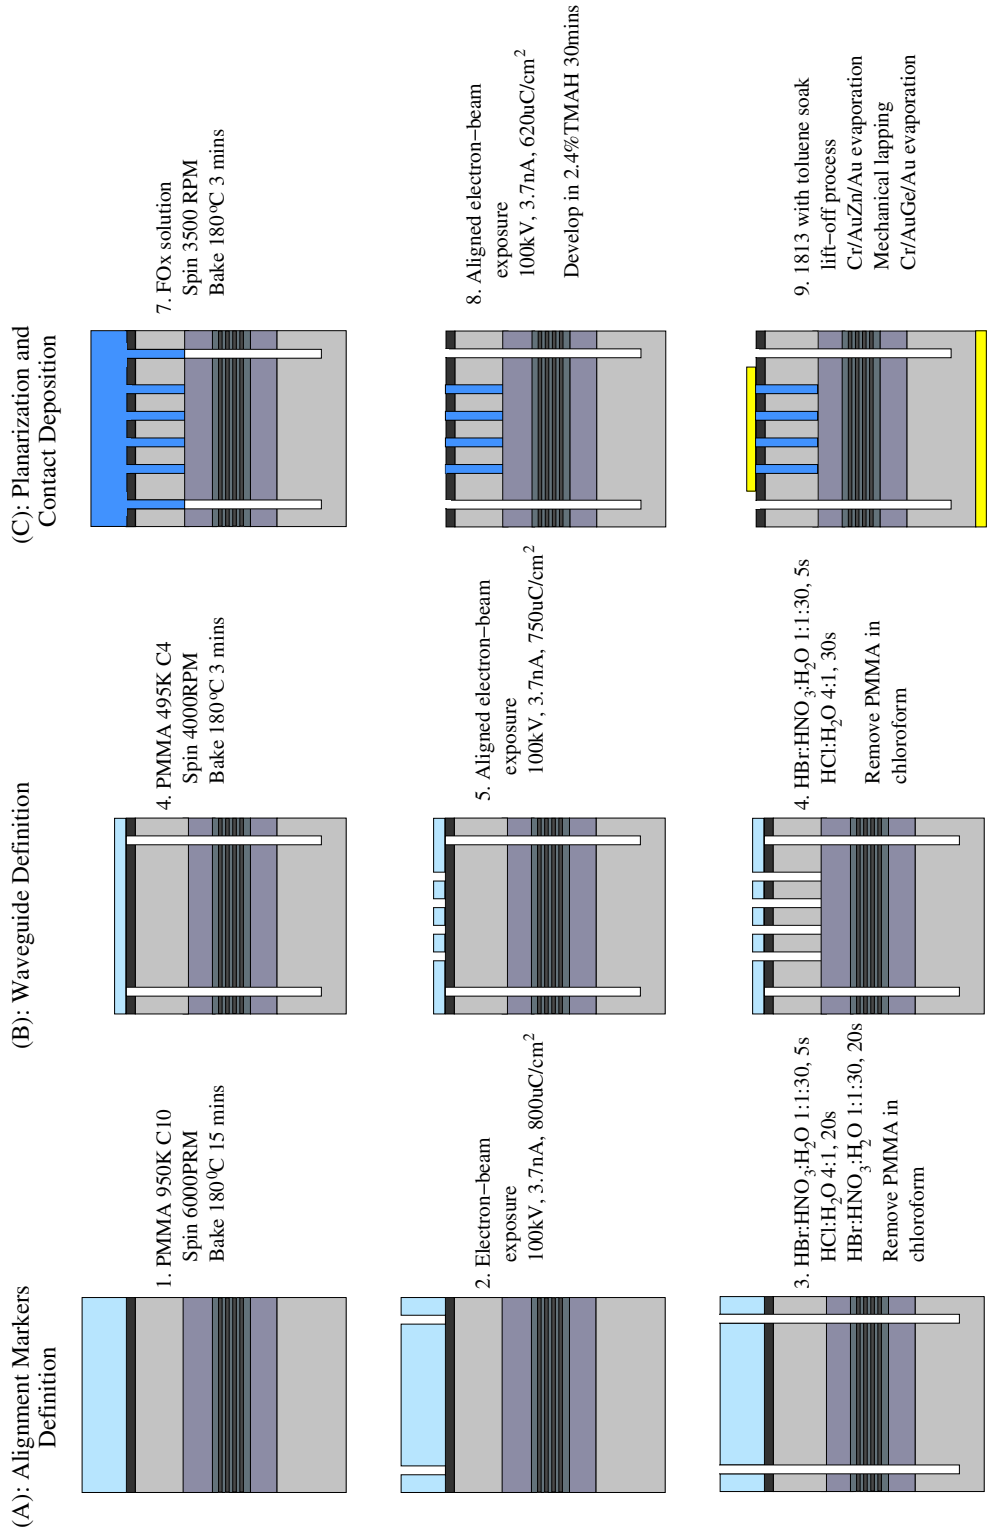 (A): Alignment Markers
Definition
1. PMMA 950K C10
Spin 6000PRM
Bake 180⁰C 15 mins
2. Electron−beam
exposure
100kV, 3.7nA, 800uC/cm²
3. HBr:HNO₃:H₂O 1:1:30, 5s
HCl:H₂O 4:1, 20s
HBr:HNO₃:H₂O 1:1:30, 20s
Remove PMMA in
chloroform
(B): Waveguide Definition
4. PMMA 495K C4
Spin 4000RPM
Bake 180ºC 3 mins
5. Aligned electron−beam
exposure
100kV, 3.7nA, 750uC/cm²
4. HBr:HNO₃:H₂O 1:1:30, 5s
HCl:H₂O 4:1, 30s
Remove PMMA in
chloroform
(C): Planarization and
Contact Deposition
7. FOx solution
Spin 3500 RPM
Bake 180ºC 3 mins
8. Aligned electron−beam
exposure
100kV, 3.7nA, 620uC/cm²
Develop in 2.4%TMAH 30mins
9. 1813 with toluene soak
lift−off process
Cr/AuZn/Au evaporation
Mechanical lapping
Cr/AuGe/Au evaporation